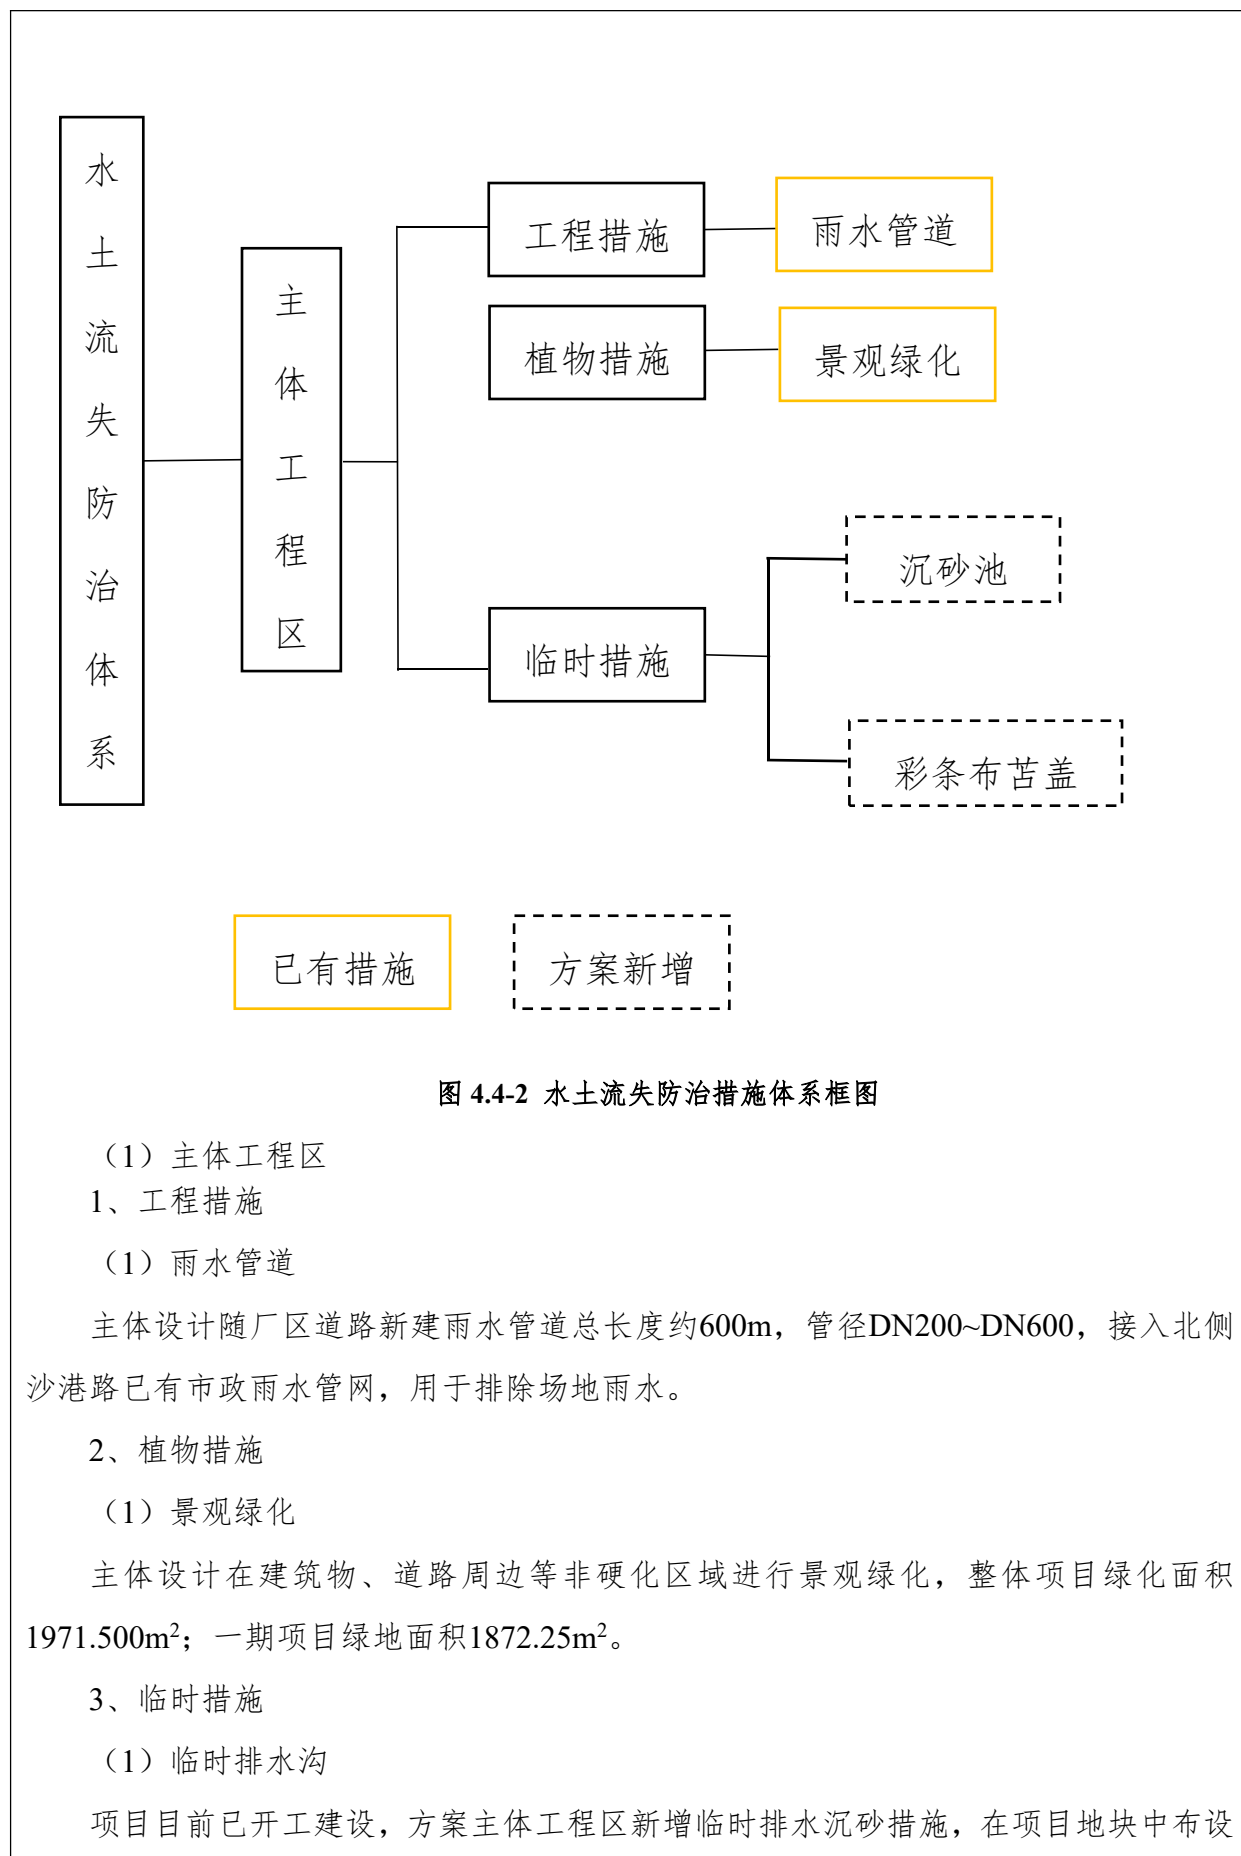 水土流失防治体系
主体工程区
工程措施
雨水管道
植物措施
景观绿化
临时措施
沉砂池
彩条布苫盖
已有措施
方案新增
图 4.4-2 水土流失防治措施体系框图
（1）主体工程区
1、工程措施
（1）雨水管道
主体设计随厂区道路新建雨水管道总长度约600m，管径DN200~DN600，接入北侧
沙港路已有市政雨水管网，用于排除场地雨水。
2、植物措施
（1）景观绿化
主体设计在建筑物、道路周边等非硬化区域进行景观绿化，整体项目绿化面积
1971.500m²；一期项目绿地面积1872.25m²。
3、临时措施
（1）临时排水沟
项目目前已开工建设，方案主体工程区新增临时排水沉砂措施，在项目地块中布设